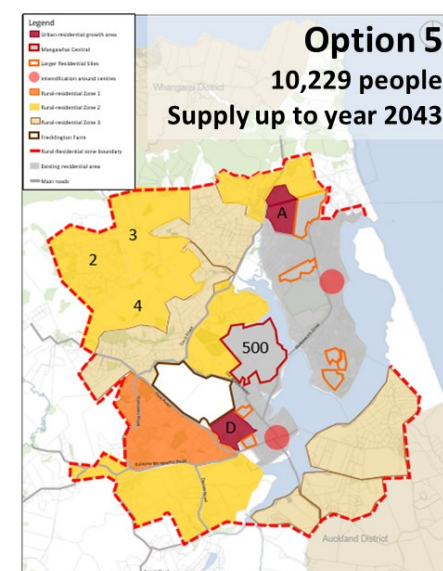 Legend
Urban-residential growth area
Mangawhai Central
Larger Residential Sites
Intensification around centres
Rural-residential Zone 1
Rural-residential Zone 2
Rural-residential Zone 3
Frecklington Farm
Rural-Residential zone boundary
Existing residential area
Main roads
Option 5
10,229 people
Supply up to year 2043
Whangarei District
A
3
2
4
500
D
Auckland District